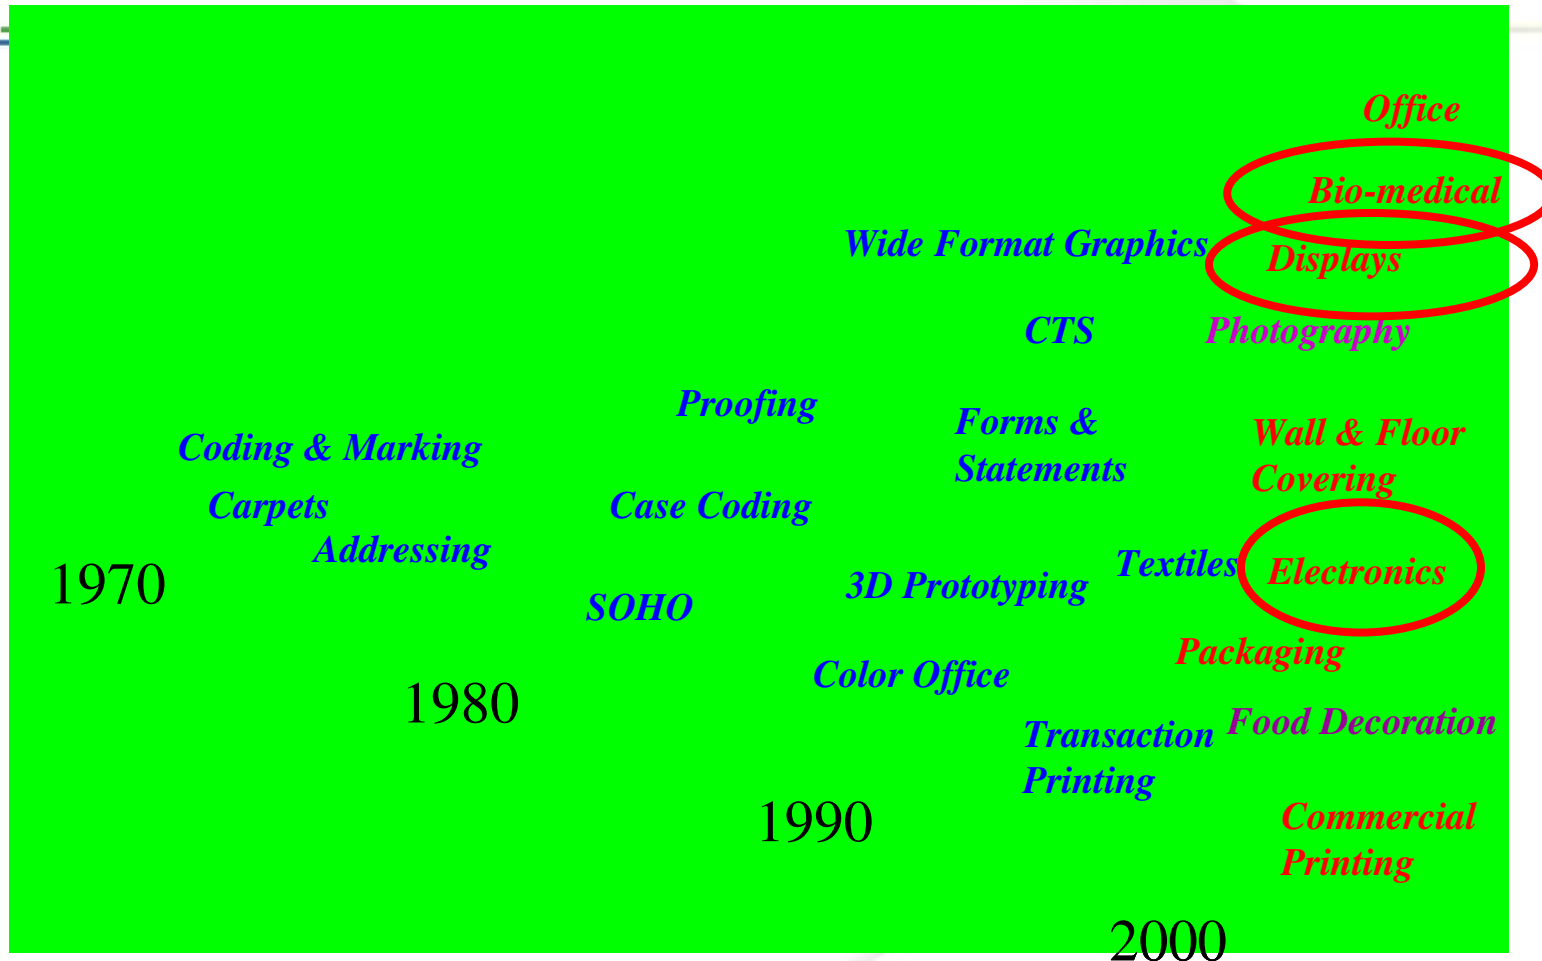 Office
Bio-medical
Wide Format Graphics
Displays
CTS
Photography
Proofing
Forms &
Statements
Wall & Floor
Covering
Coding & Marking
Carpets
Case Coding
Addressing
Textiles
Electronics
1970
3D Prototyping
SOHO
Packaging
Color Office
1980
Transaction
Printing
Food Decoration
1990
Commercial
Printing
2000